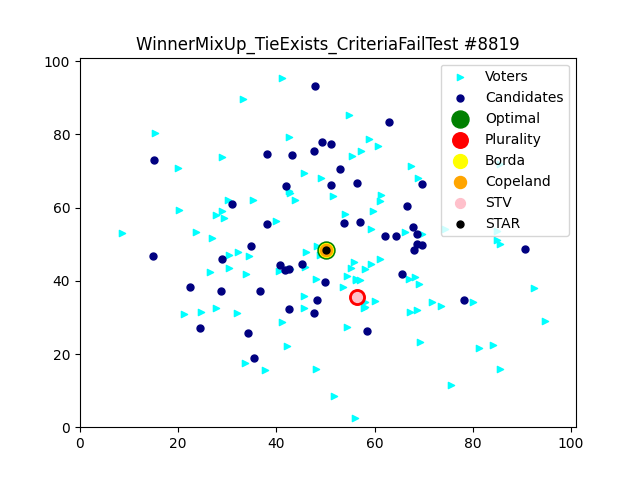 WinnerMixUp_TieExists_CriteriaFailTest #8819
100
80
60
40
20
0
0 20 40 60 80 100
Voters
Candidates
Optimal
Plurality
Borda
Copeland
STV
STAR